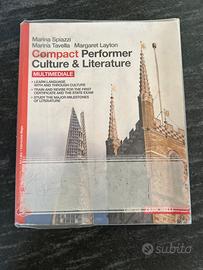 Marina Spiazzi
Marina Tavella Margaret Layton
Compact Performer
Culture & Literature
MULTIMEDIALE
• LEARN LANGUAGE
WITH AND THROUGH CULTURE
• TRAIN AND REVISE FOR THE FIRST
CERTIFICATE AND THE STATE EXAM
• STUDY THE MAJOR MILESTONES
OF LITERATURE
ZANICHELLI
subito